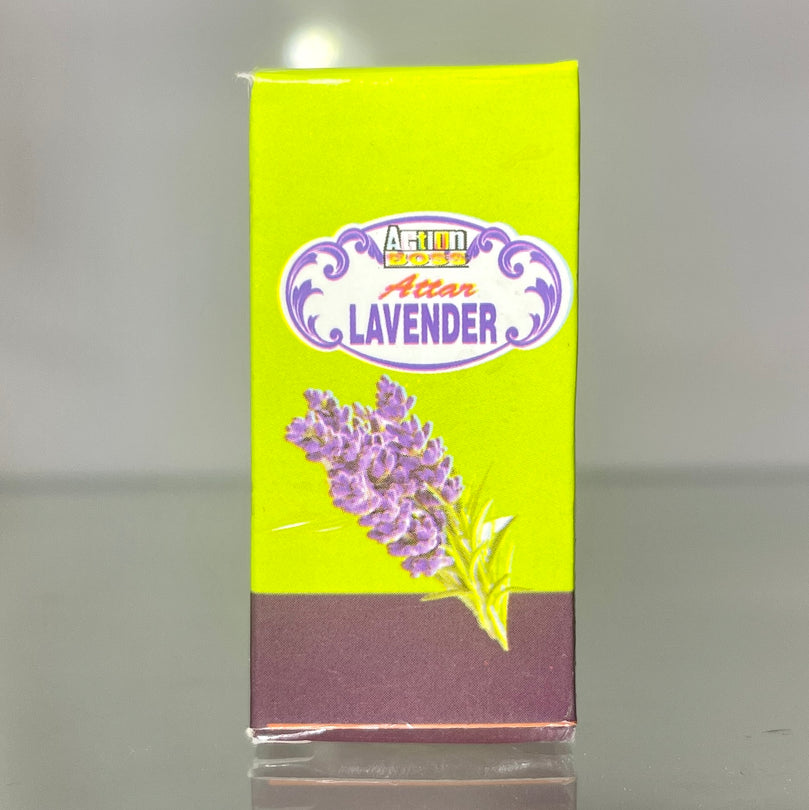 Action
BOSS
Attar
LAVENDER